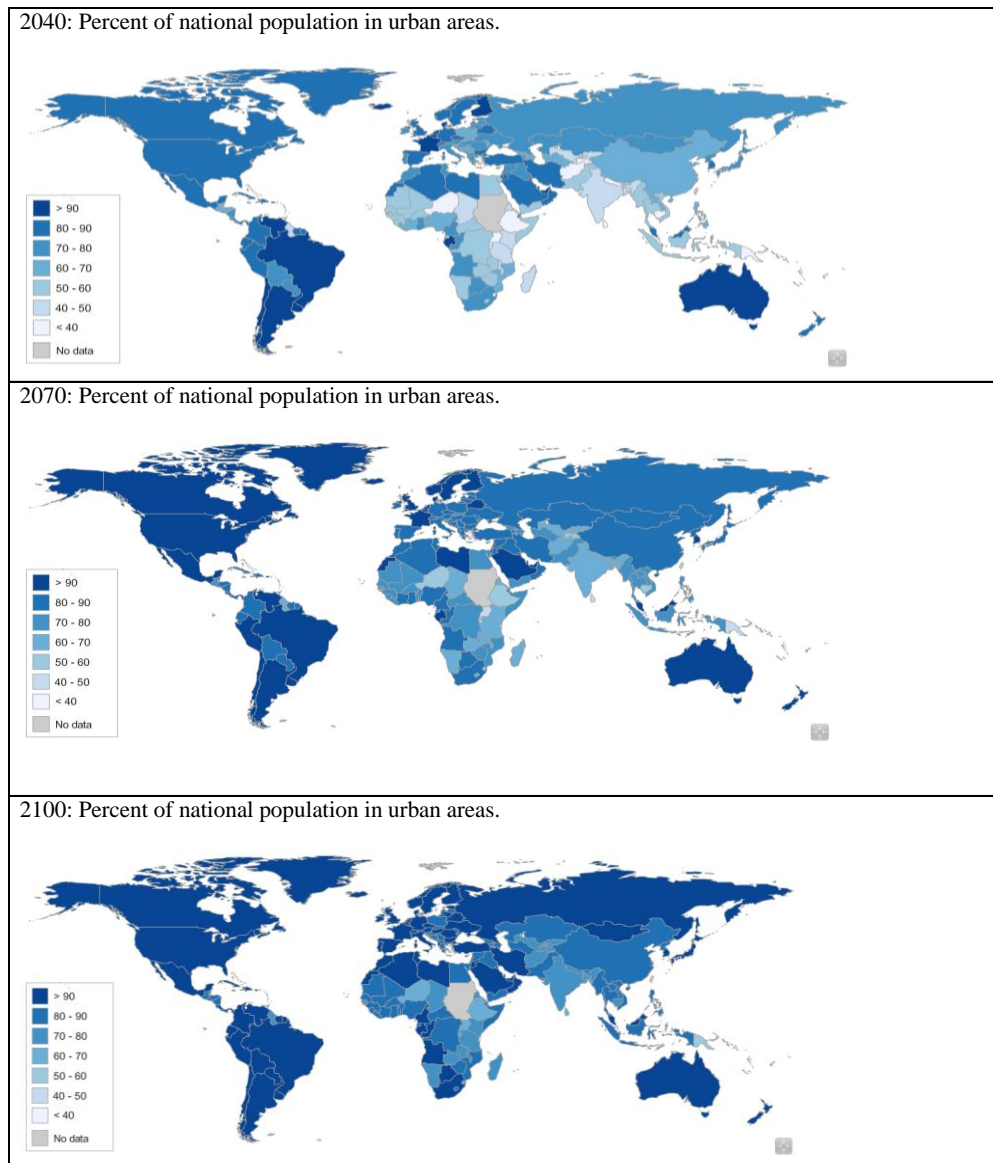 2040: Percent of national population in urban areas.
> 90
80 - 90
70 - 80
60 - 70
50 - 60
40 - 50
< 40
No data
2070: Percent of national population in urban areas.
> 90
80 - 90
70 - 80
60 - 70
50 - 60
40 - 50
< 40
No data
2100: Percent of national population in urban areas.
> 90
80 - 90
70 - 80
60 - 70
50 - 60
40 - 50
< 40
No data